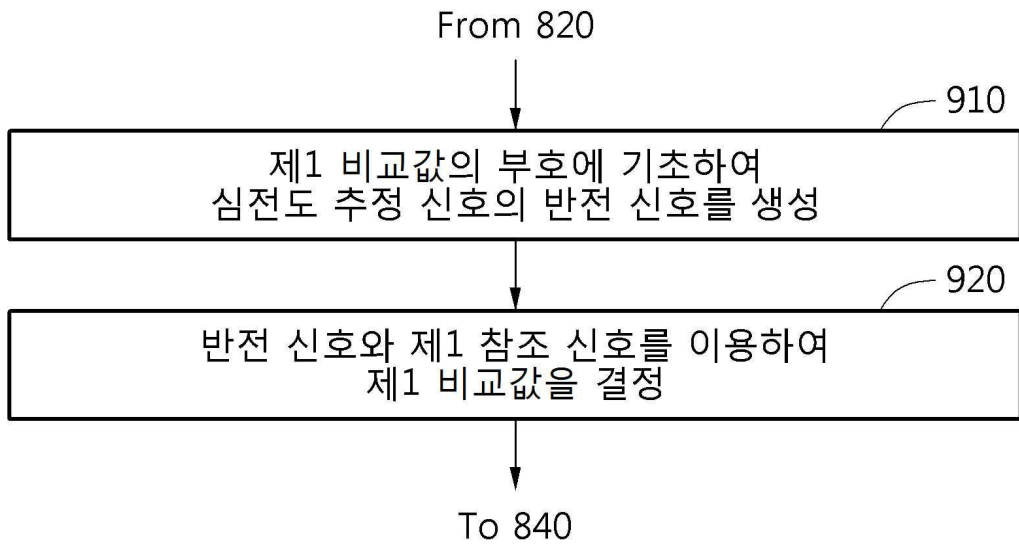 From 820
910
제1 비교값의 부호에 기초하여
심전도 추정 신호의 반전 신호를 생성
920
반전 신호와 제1 참조 신호를 이용하여
제1 비교값을 결정
To 840